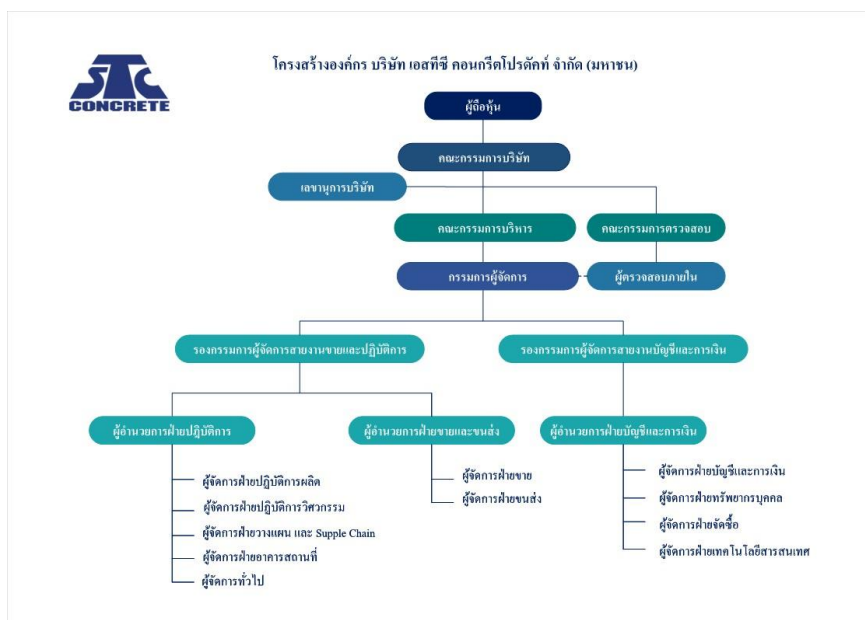 STC
CONCRETE
โครงสร้างองค์กร บริษัท เอสทีซี คอนกรีตโปรดักท์ จำกัด (มหาชน)
ผู้ถือหุ้น
คณะกรรมการบริษัท
เลขานุการบริษัท
คณะกรรมการบริหาร
คณะกรรมการตรวจสอบ
กรรมการผู้จัดการ
ผู้ตรวจสอบภายใน
รองกรรมการผู้จัดการสายงานขายและปฏิบัติการ
รองกรรมการผู้จัดการสายงานบัญชีและการเงิน
ผู้อำนวยการฝ่ายปฏิบัติการ
ผู้อำนวยการฝ่ายขายและขนส่ง
ผู้อำนวยการฝ่ายบัญชีและการเงิน
ผู้จัดการฝ่ายปฏิบัติการผลิต
ผู้จัดการฝ่ายปฏิบัติการวิศวกรรม
ผู้จัดการฝ่ายวางแผน และ Supple Chain
ผู้จัดการฝ่ายอาคารสถานที่
ผู้จัดการทั่วไป
ผู้จัดการฝ่ายขาย
ผู้จัดการฝ่ายขนส่ง
ผู้จัดการฝ่ายบัญชีและการเงิน
ผู้จัดการฝ่ายทรัพยากรบุคคล
ผู้จัดการฝ่ายจัดซื้อ
ผู้จัดการฝ่ายเทคโนโลยีสารสนเทศ